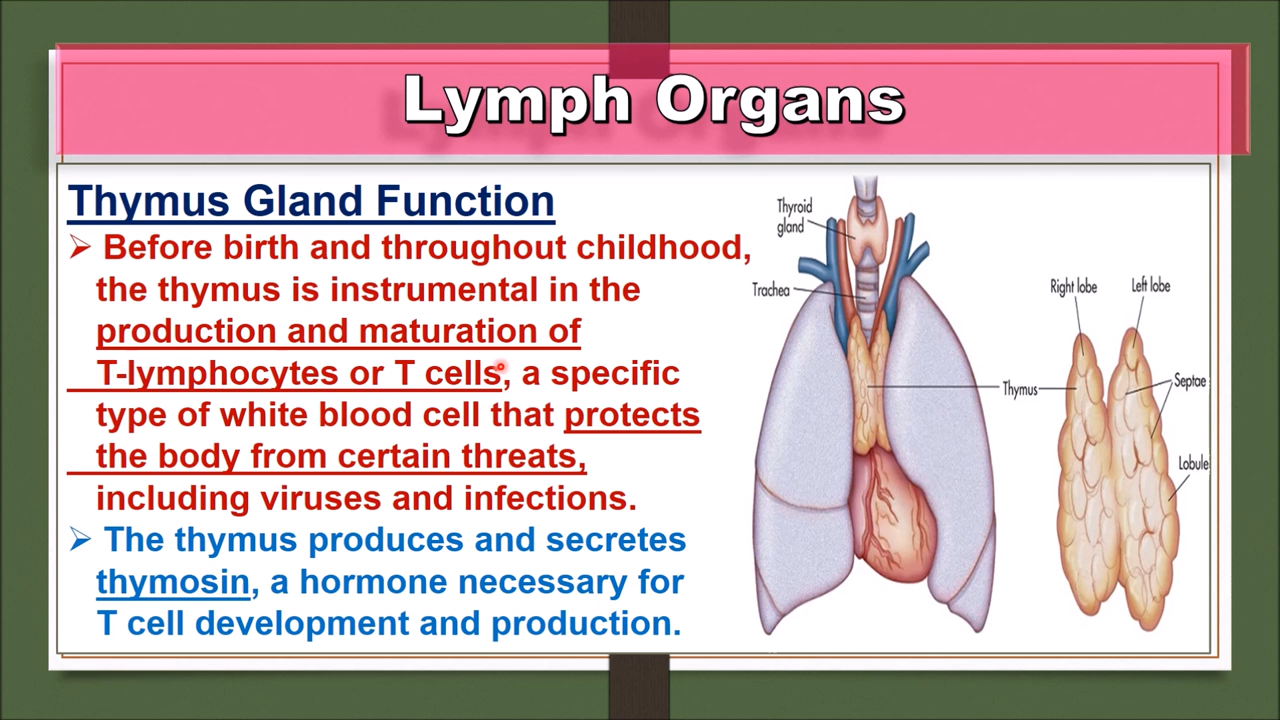 Lymph Organs
Thymus Gland Function
➢ Before birth and throughout childhood,
the thymus is instrumental in the
production and maturation of
T-lymphocytes or T cells, a specific
type of white blood cell that protects
the body from certain threats,
including viruses and infections.
➢ The thymus produces and secretes
thymosin, a hormone necessary for
T cell development and production.
Thyroid
gland
Trachea
Thymus
Right lobe
Left lobe
Septae
Lobule